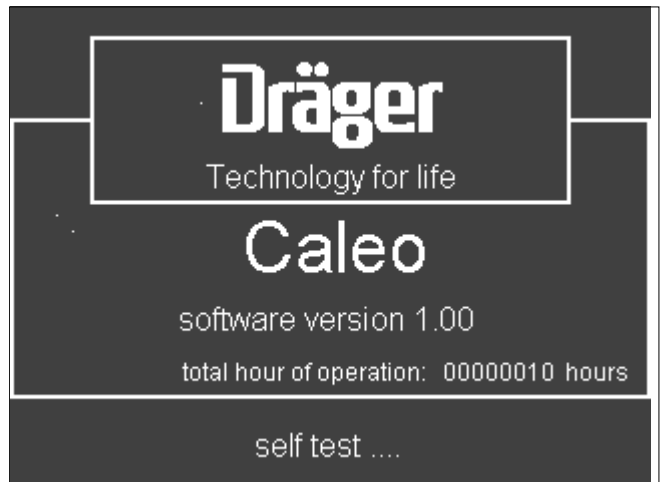 Dräger
Technology for life
Caleo
software version 1.00
total hour of operation: 00000010 hours
self test ....